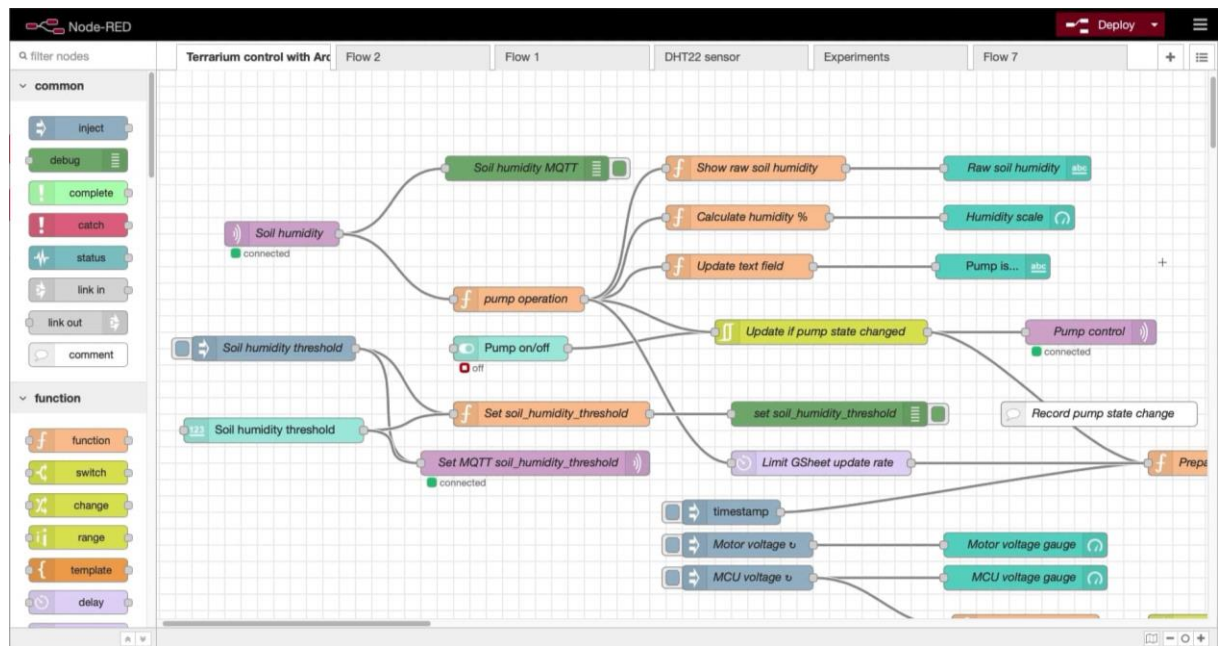 Node-RED
Deploy
filter nodes
Terrarium control with Arc
Flow 2
Flow 1
DHT22 sensor
Experiments
Flow 7
common
inject
debug
complete
catch
status
link in
link out
comment
function
function
switch
change
range
template
delay
Soil humidity MQTT
Show raw soil humidity
Raw soil humidity
abc
Calculate humidity %
Humidity scale
Soil humidity
connected
Update text field
Pump is...
abc
pump operation
Update if pump state changed
Pump control
connected
Soil humidity threshold
Pump on/off
off
Set soil_humidity_threshold
set soil_humidity_threshold
Record pump state change
123
Soil humidity threshold
Set MQTT soil_humidity_threshold
connected
Limit GSheet update rate
Prepa
timestamp
Motor voltage ↻
Motor voltage gauge
MCU voltage ↻
MCU voltage gauge